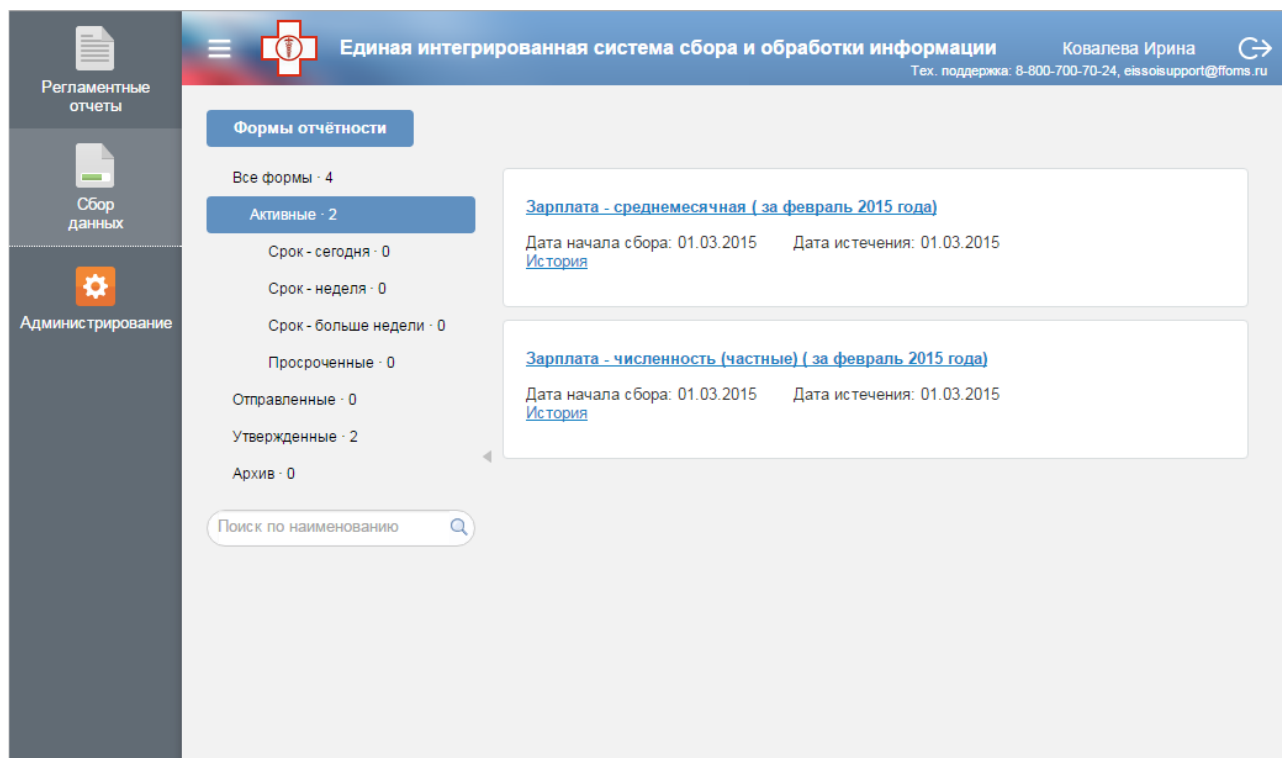 Регламентные
отчеты
Сбор
данных
Администрирование
Единая интегрированная система сбора и обработки информации
Ковалева Ирина
Тех. поддержка: 8-800-700-70-24, eissoisupport@ffoms.ru
Формы отчётности
Все формы · 4
Активные · 2
Срок - сегодня · 0
Срок - неделя · 0
Срок - больше недели · 0
Просроченные · 0
Отправленные · 0
Утвержденные · 2
Архив · 0
Поиск по наименованию
Зарплата - среднемесячная ( за февраль 2015 года)
Дата начала сбора: 01.03.2015 Дата истечения: 01.03.2015
История
Зарплата - численность (частные) ( за февраль 2015 года)
Дата начала сбора: 01.03.2015 Дата истечения: 01.03.2015
История